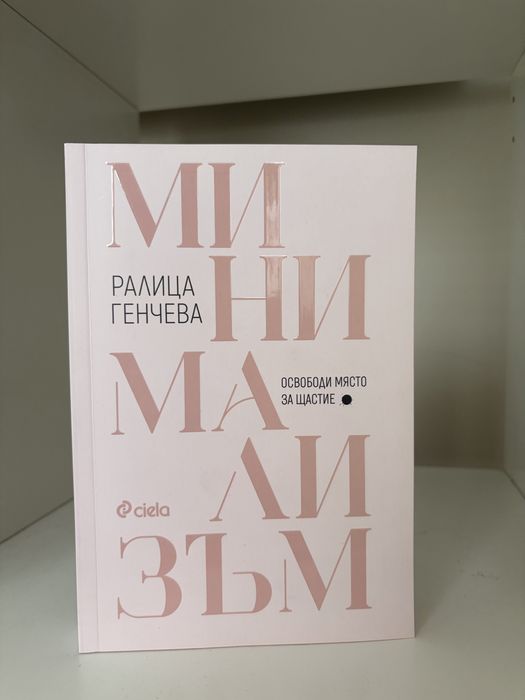 МИ
НИ
РАЛИЦА
ГЕНЧЕВА
МА
ОСВОБОДИ МЯСТО
ЗА ЩАСТИЕ
ЛИ
ciela
ЗЪМ